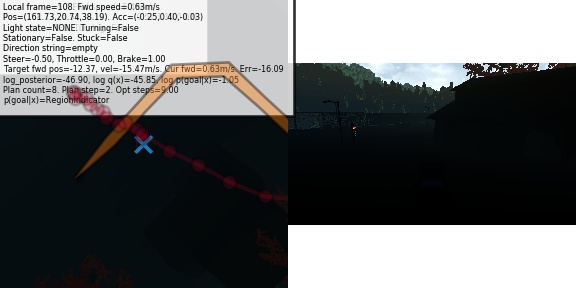 Local frame=108. Fwd speed=0.63m/s
Pos=(161.73,20.74,38.19). Acc=(-0.25,0.40,-0.03)
Light state=NONE. Turning=False
Stationary=False. Stuck=False
Direction string=empty
Steer=-0.50, Throttle=0.00, Brake=1.00
Target fwd pos=-12.37, vel=-15.47m/s. Cur fwd=0.63m/s. Err=-16.09
log_posterior=-46.90, log q(x)=-45.85, log p(goal|x)=-1.05
Plan count=8. Plan step=2. Opt steps=9.00
p(goal|x)=RegionIndicator